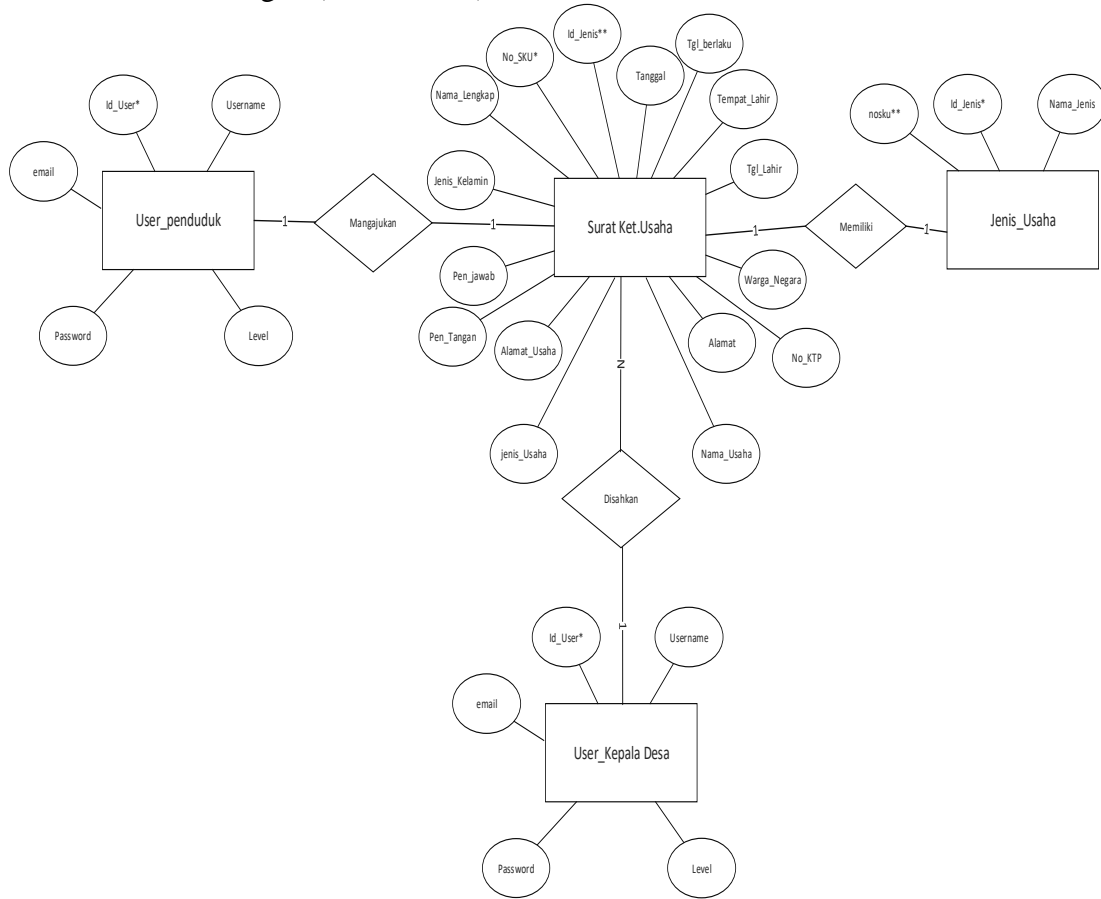 Id_Jenis**
Tgl_berlaku
No_SKU*
Tanggal
Nama_Lengkap
Tempat_Lahir
Id_User*
Username
nosku**
Id_Jenis*
Nama_Jenis
email
Jenis_Kelamin
Tgl_Lahir
User_penduduk
1
Mangajukan
1
Surat Ket.Usaha
1
Memiliki
1
Jenis_Usaha
Pen_jawab
Warga_Negara
Password
Level
Pen_Tangan
Alamat_Usaha
Alamat
No_KTP
N
jenis_Usaha
Nama_Usaha
Disahkan
1
Id_User*
Username
email
User_Kepala Desa
Password
Level